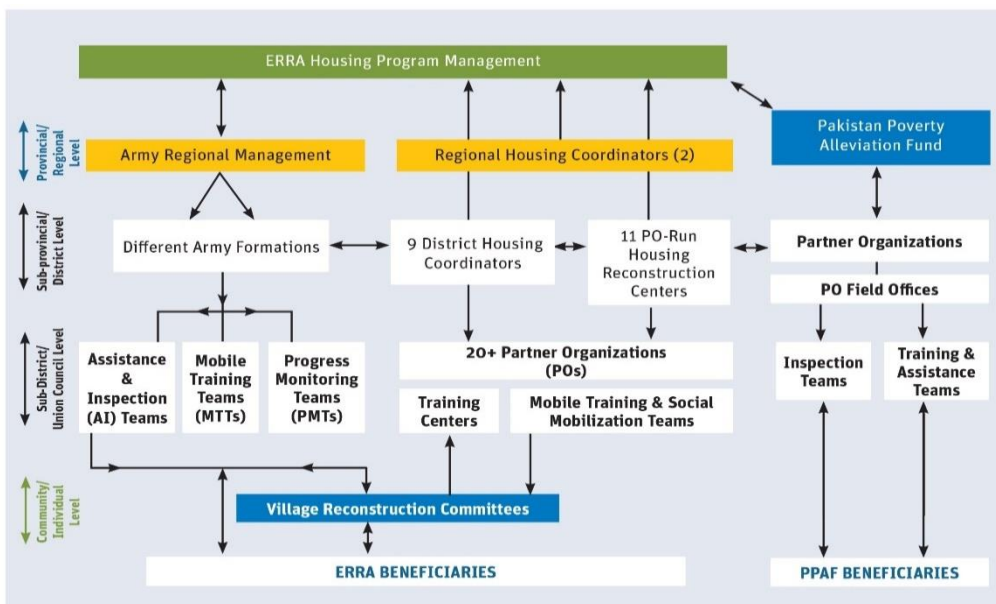 ERRA Housing Program Management
Provincial/
Regional
Level
Army Regional Management
Regional Housing Coordinators (2)
Pakistan Poverty
Alleviation Fund
Sub-provincial/
District Level
Different Army Formations
9 District Housing
Coordinators
11 PO-Run
Housing
Reconstruction
Centers
Partner Organizations
PO Field Offices
Sub-District/
Union Council Level
Assistance
&
Inspection
(AI) Teams
Mobile
Training
Teams
(MTTs)
Progress
Monitoring
Teams
(PMTs)
20+ Partner Organizations
(POs)
Training
Centers
Mobile Training & Social
Mobilization Teams
Inspection
Teams
Training &
Assistance
Teams
Community/
Individual
Level
Village Reconstruction Committees
ERRA BENEFICIARIES
PPAF BENEFICIARIES